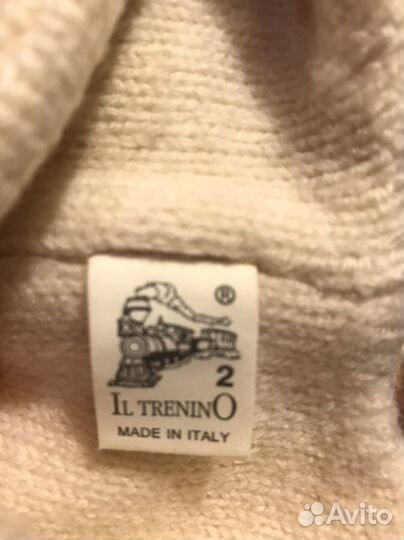 ®
2
IL TRENINO
MADE IN ITALY
Avito